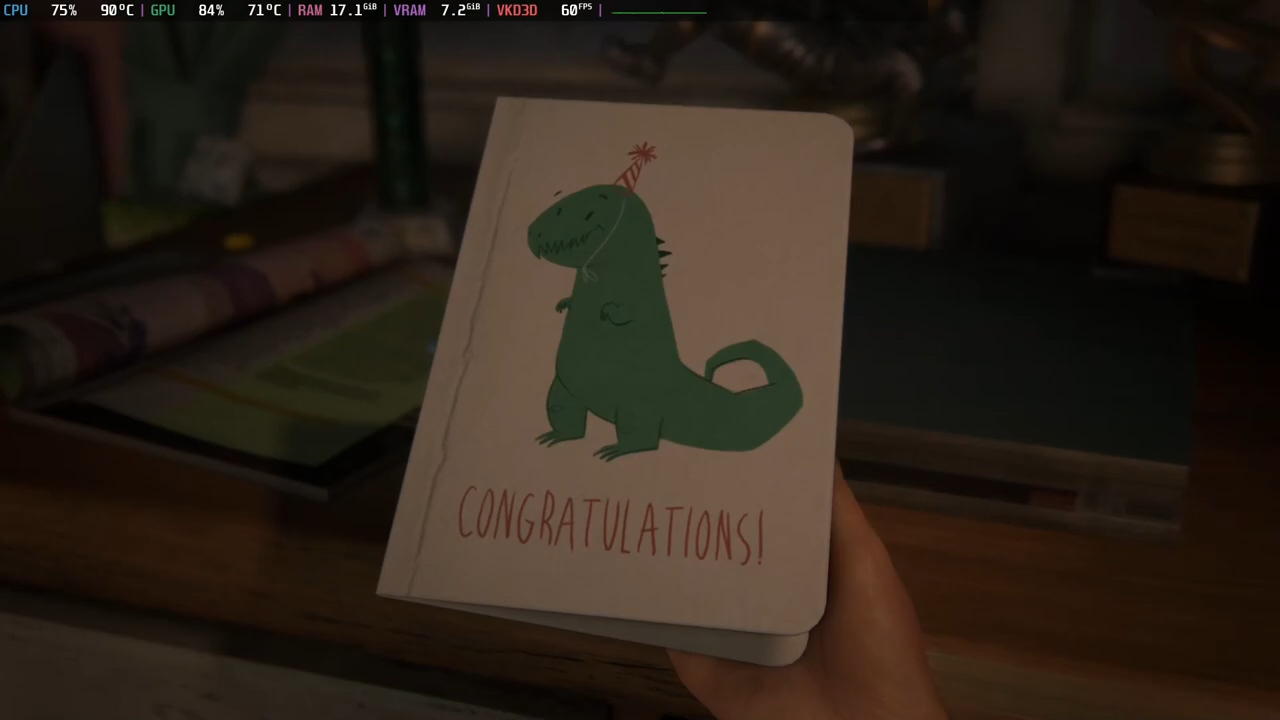 CPU 75% 90°C | GPU 84% 71°C | RAM 17.1GiB | VRAM 7.2GiB | VKD3D 60FPS |
CONGRATULATIONS!